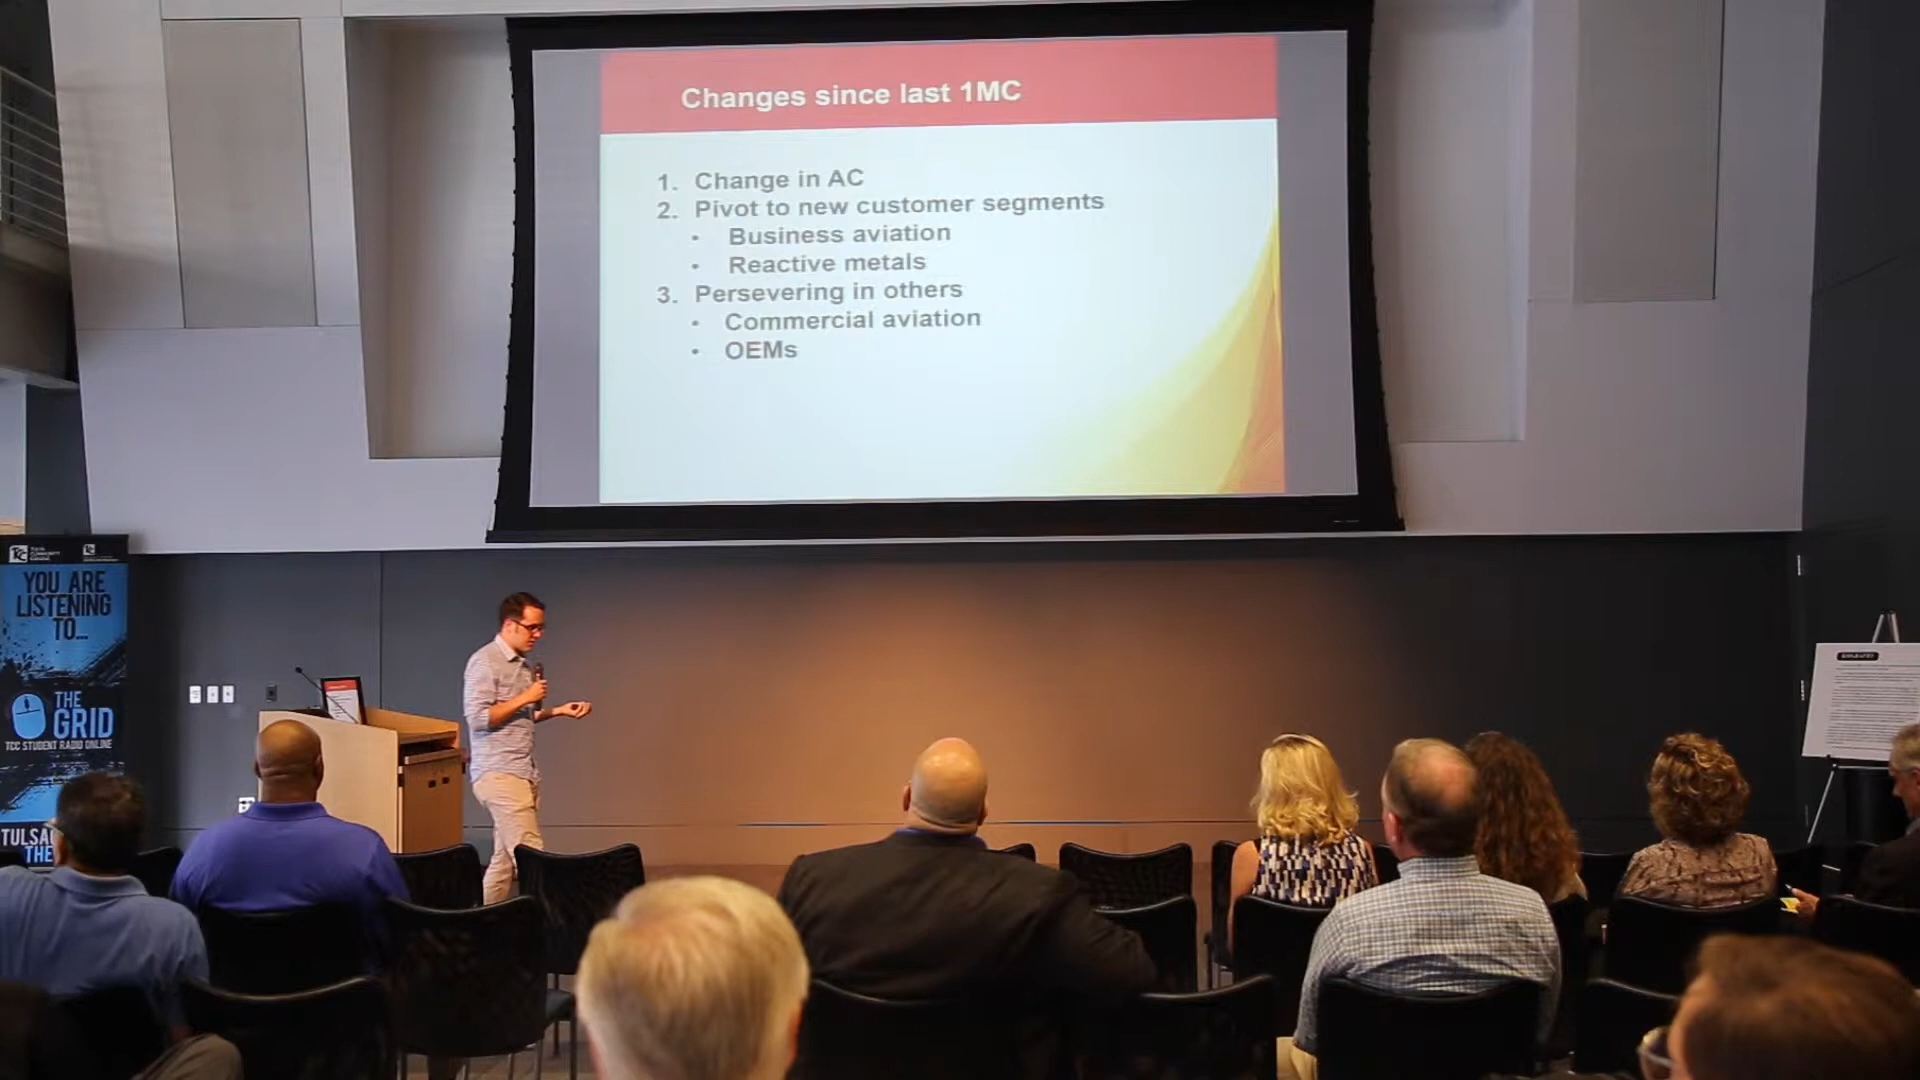 Changes since last 1MC
1. Change in AC
2. Pivot to new customer segments
• Business aviation
• Reactive metals
3. Persevering in others
• Commercial aviation
• OEMs
TCC
YOU ARE
LISTENING
TO...
THE
GRID
TCC STUDENT RADIO ONLINE
THE